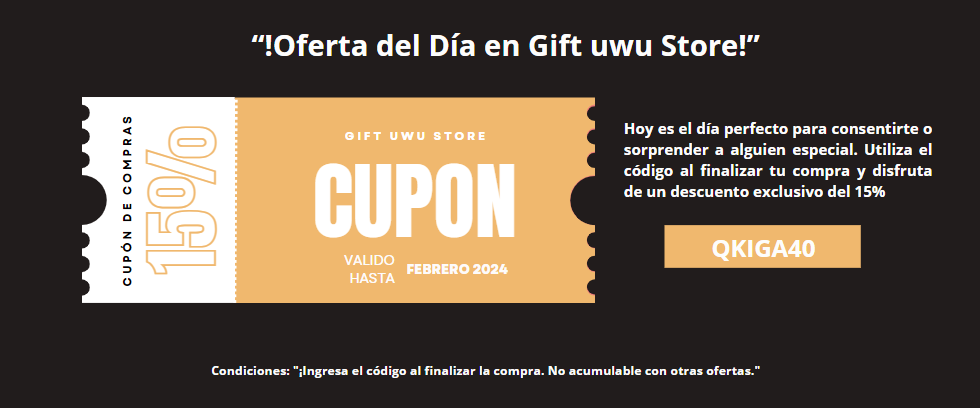 “!Oferta del Día en Gift uwu Store!”
CUPÓN DE COMPRAS
15%
GIFT UWU STORE
CUPON
VALIDO
HASTA
FEBRERO 2024
Hoy es el día perfecto para consentirte o
sorprender a alguien especial. Utiliza el
código al finalizar tu compra y disfruta
de un descuento exclusivo del 15%
QKIGA40
Condiciones: "¡Ingresa el código al finalizar la compra. No acumulable con otras ofertas."